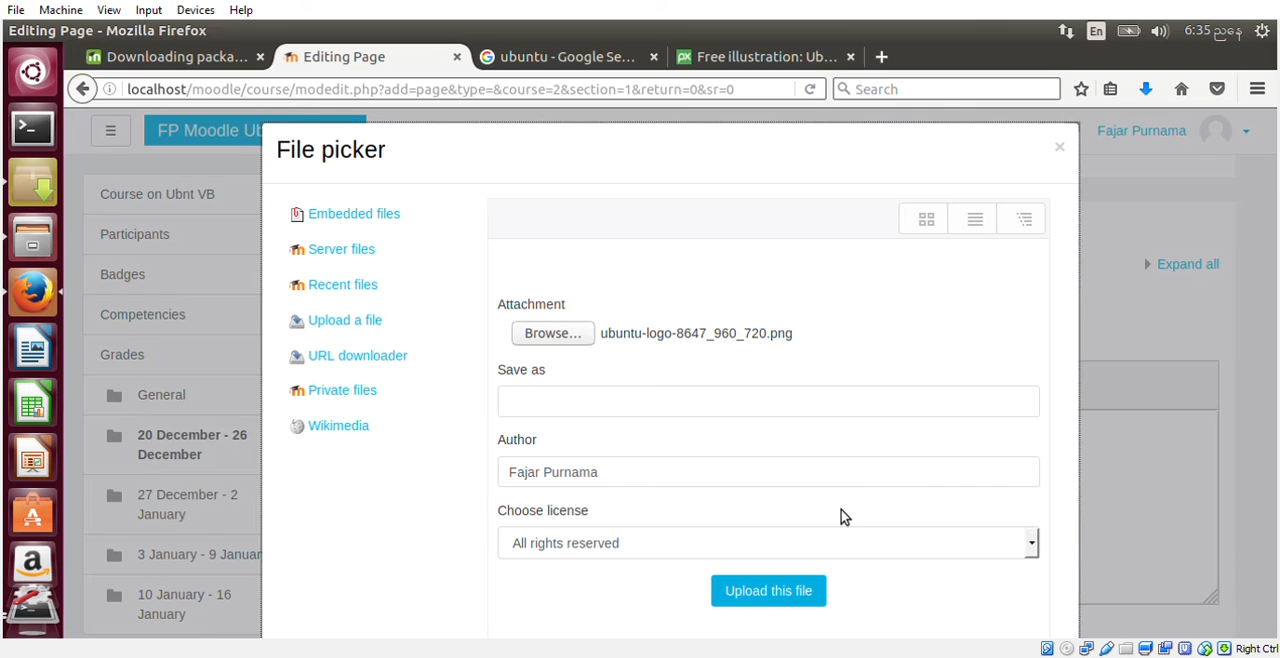 File Machine View Input Devices Help
Editing Page - Mozilla Firefox
En
6:35 ညနေ
Downloading packa... ×
Editing Page ×
ubuntu - Google Se... ×
Free illustration: Ub... ×
localhost/moodle/course/modedit.php?add=page&type=&course=2&section=1&return=0&sr=0
Search
FP Moodle Ub
Fajar Purnama
File picker
×
Course on Ubnt VB
Participants
Badges
Competencies
Grades
General
20 December - 26
December
27 December - 2
January
3 January - 9 Januar
10 January - 16
January
Embedded files
Server files
Recent files
Upload a file
URL downloader
Private files
Wikimedia
Attachment
Browse... ubuntu-logo-8647_960_720.png
Save as
Author
Fajar Purnama
Choose license
All rights reserved
Upload this file
Expand all
Right Ctrl